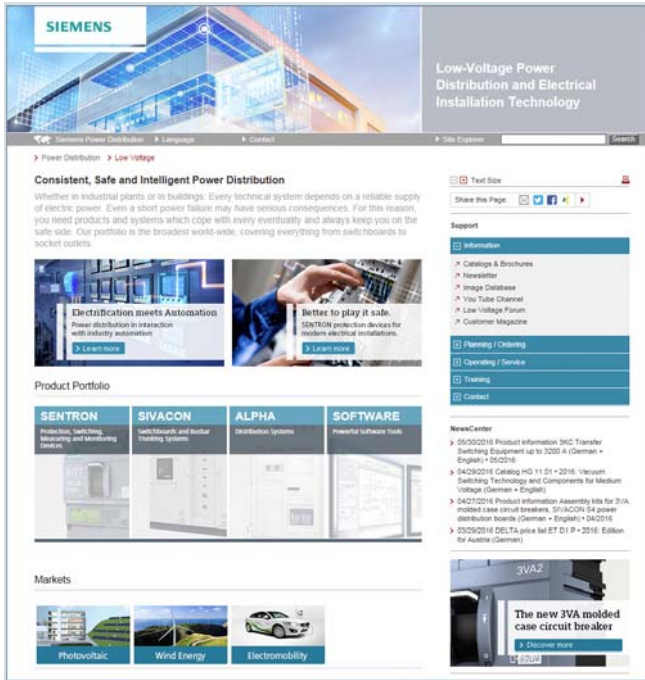 SIEMENS
Low-Voltage Power
Distribution and Electrical
Installation Technology
Siemens Power Distribution
Language
Contact
Site Explorer
Search
Power Distribution
Low Voltage
Consistent, Safe and Intelligent Power Distribution
Whether in industrial plants or in buildings: Every technical system depends on a reliable supply
of electric power. Even a short power failure may have serious consequences. For this reason,
you need products and systems which cope with every eventuality and always keep you on the
safe side. Our portfolio is the broadest world-wide, covering everything from switchboards to
socket outlets.
Electrification meets Automation
Power distribution in interaction
with industry automation
Learn more
Better to play it safe.
SENTRON protection devices for
modern electrical installations.
Learn more
Product Portfolio
SENTRON
Protection, Switching,
Measuring and Monitoring
Devices
SIVACON
Switchboards and Busbar
Trunking Systems
ALPHA
Distribution Systems
SOFTWARE
Powerful Software Tools
Markets
Photovoltaic
Wind Energy
Electromobility
Text Size
Share this Page:
Support
Information
Catalogs & Brochures
Newsletter
Image Database
You Tube Channel
Low Voltage Forum
Customer Magazine
Planning / Ordering
Operating / Service
Training
Contact
NewsCenter
05/30/2016 Product information 3KC Transfer
Switching Equipment up to 3200 A (German +
English) • 05/2016
04/29/2016 Catalog HG 11.01 • 2016: Vacuum
Switching Technology and Components for Medium
Voltage (German + English)
04/27/2016 Product information Assembly kits for 3VA
molded case circuit breakers, SIVACON S4 power
distribution boards (German + English) • 04/2016
03/29/2016 DELTA price list ET D1 P • 2016: Edition
for Austria (German)
3VA2
The new 3VA molded
case circuit breaker
Discover more